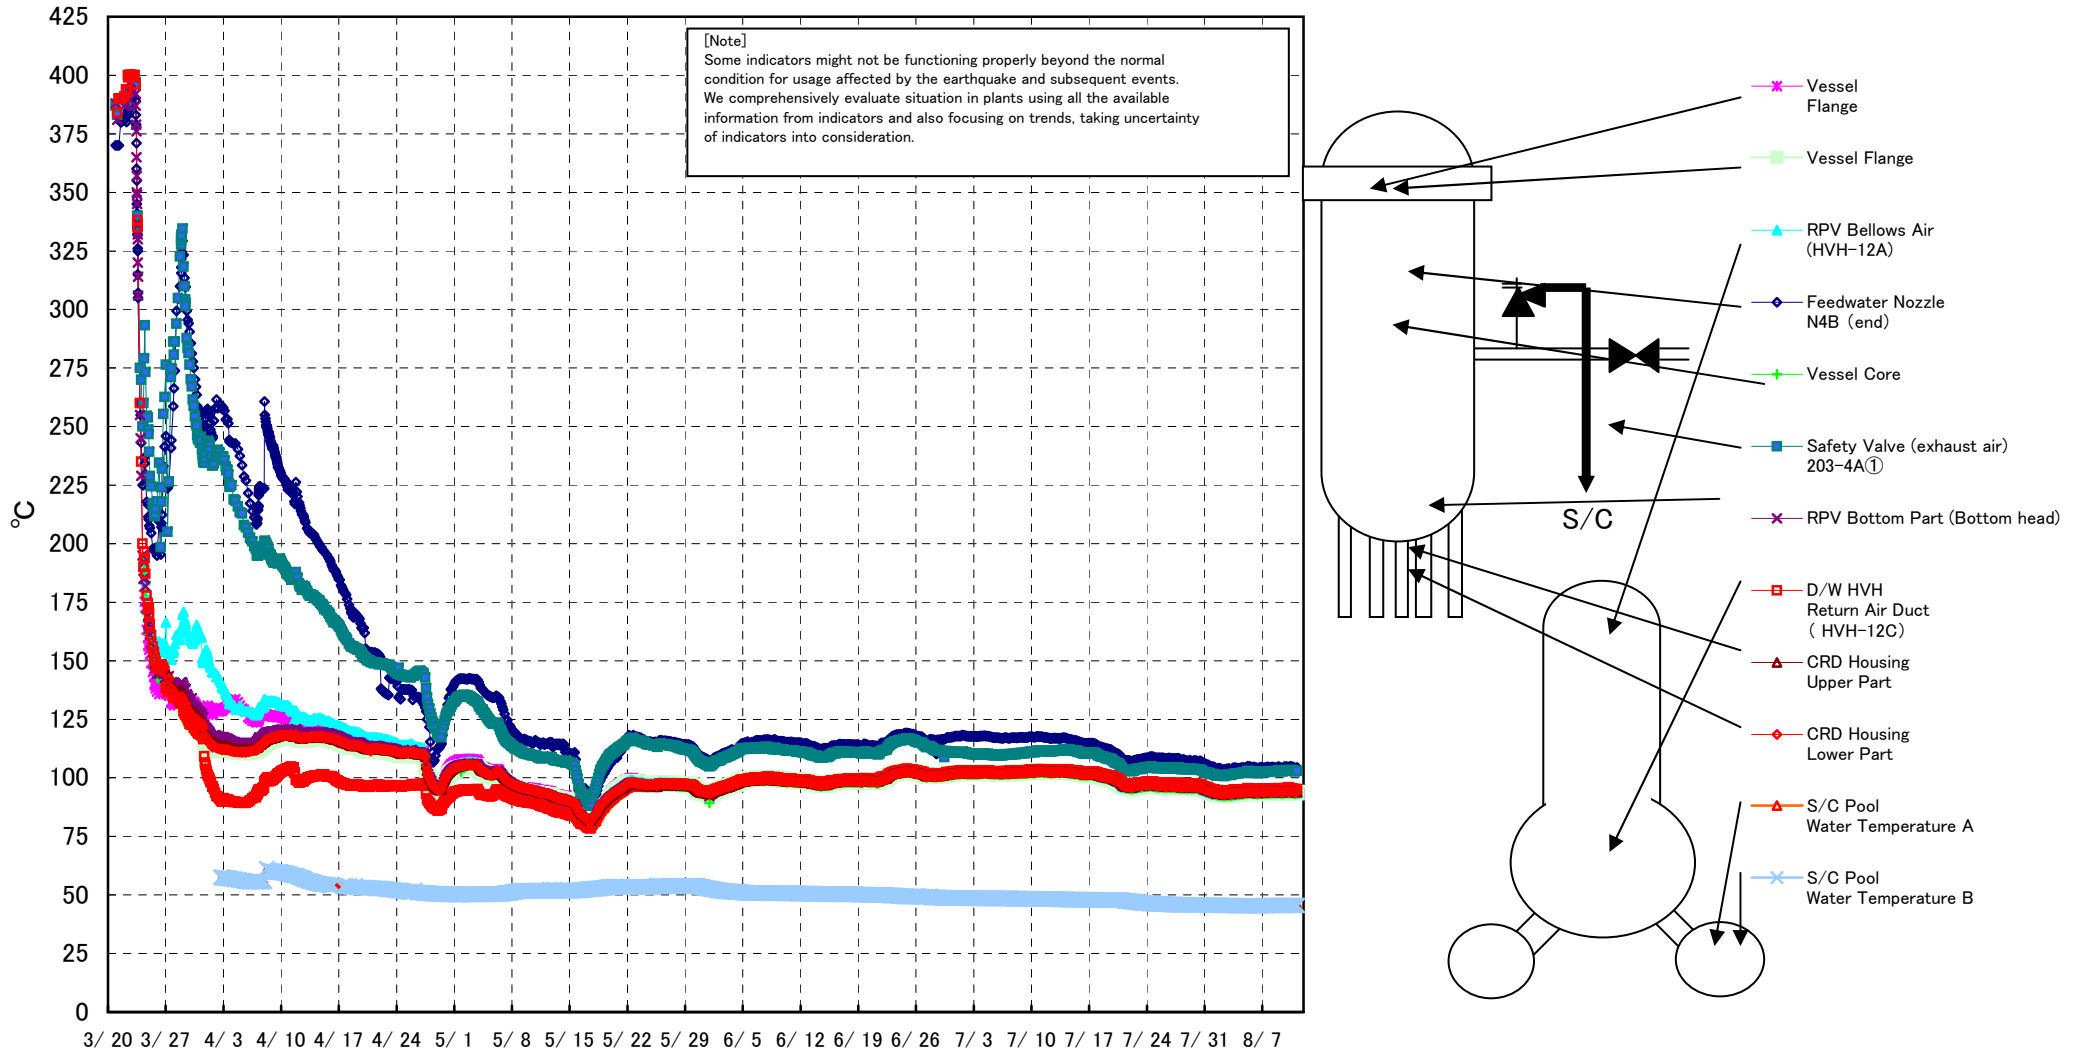 425
400
375
350
325
300
275
250
225
200
175
150
125
100
75
50
25
0
℃
3/ 20 3/ 27 4/ 3 4/ 10 4/ 17 4/ 24 5/ 1 5/ 8 5/ 15 5/ 22 5/ 29 6/ 5 6/ 12 6/ 19 6/ 26 7/ 3 7/ 10 7/ 17 7/ 24 7/ 31 8/ 7
[Note]
Some indicators might not be functioning properly beyond the normal
condition for usage affected by the earthquake and subsequent events.
We comprehensively evaluate situation in plants using all the available
information from indicators and also focusing on trends, taking uncertainty
of indicators into consideration.
S/C
Vessel
Flange
Vessel Flange
RPV Bellows Air
(HVH-12A)
Feedwater Nozzle
N4B (end)
Vessel Core
Safety Valve (exhaust air)
203-4A①
RPV Bottom Part (Bottom head)
D/W HVH
Return Air Duct
( HVH-12C)
CRD Housing
Upper Part
CRD Housing
Lower Part
S/C Pool
Water Temperature A
S/C Pool
Water Temperature B